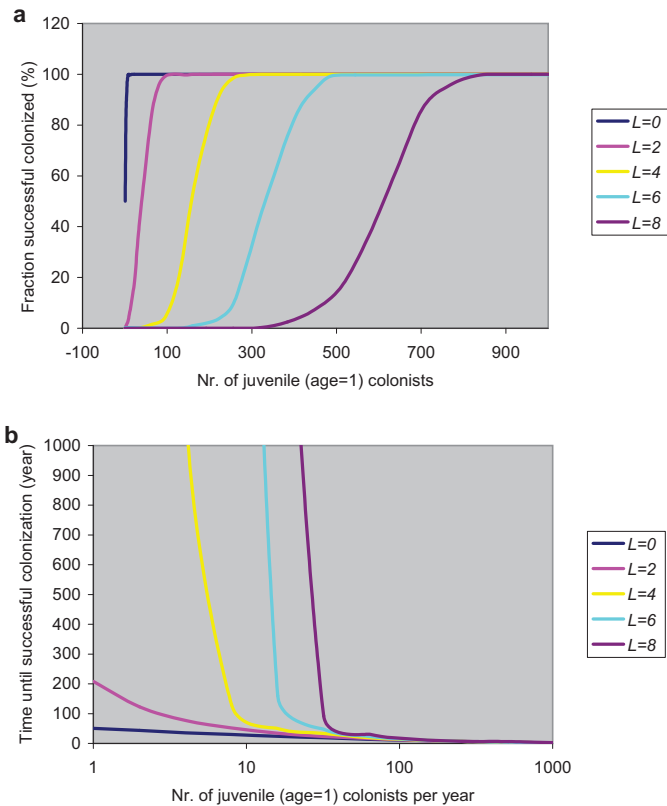 a
Fraction successful colonized (%)
120
100
80
60
40
20
0
-100 100 300 500 700 900
Nr. of juvenile (age=1) colonists
L=0
L=2
L=4
L=6
L=8
b
Time until successful colonization (year)
1000
900
800
700
600
500
400
300
200
100
0
1 10 100 1000
Nr. of juvenile (age=1) colonists per year
L=0
L=2
L=4
L=6
L=8